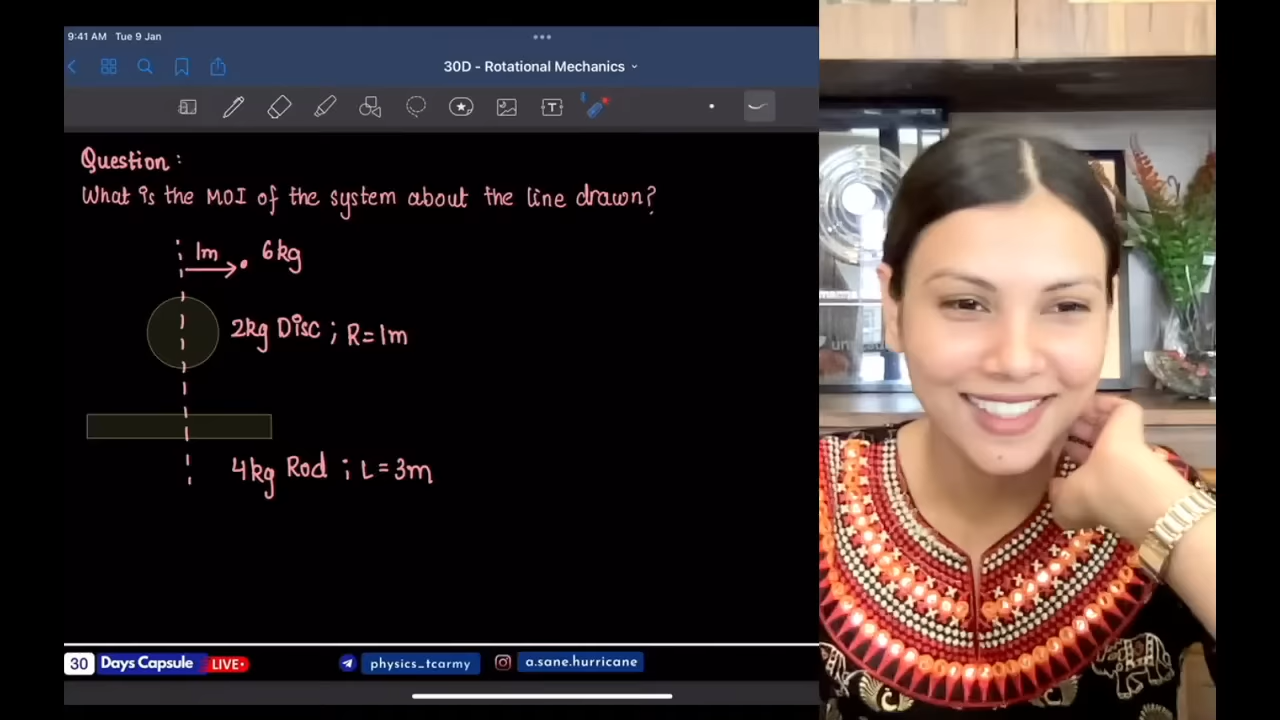 9:41 AM Tue 9 Jan
30D - Rotational Mechanics
Question:
What is the MOI of the system about the line drawn?
1m 6kg
2kg Disc ; R=1m
4kg Rod ; L=3m
30 Days Capsule LIVE physics_tcarmy a.sane.hurricane